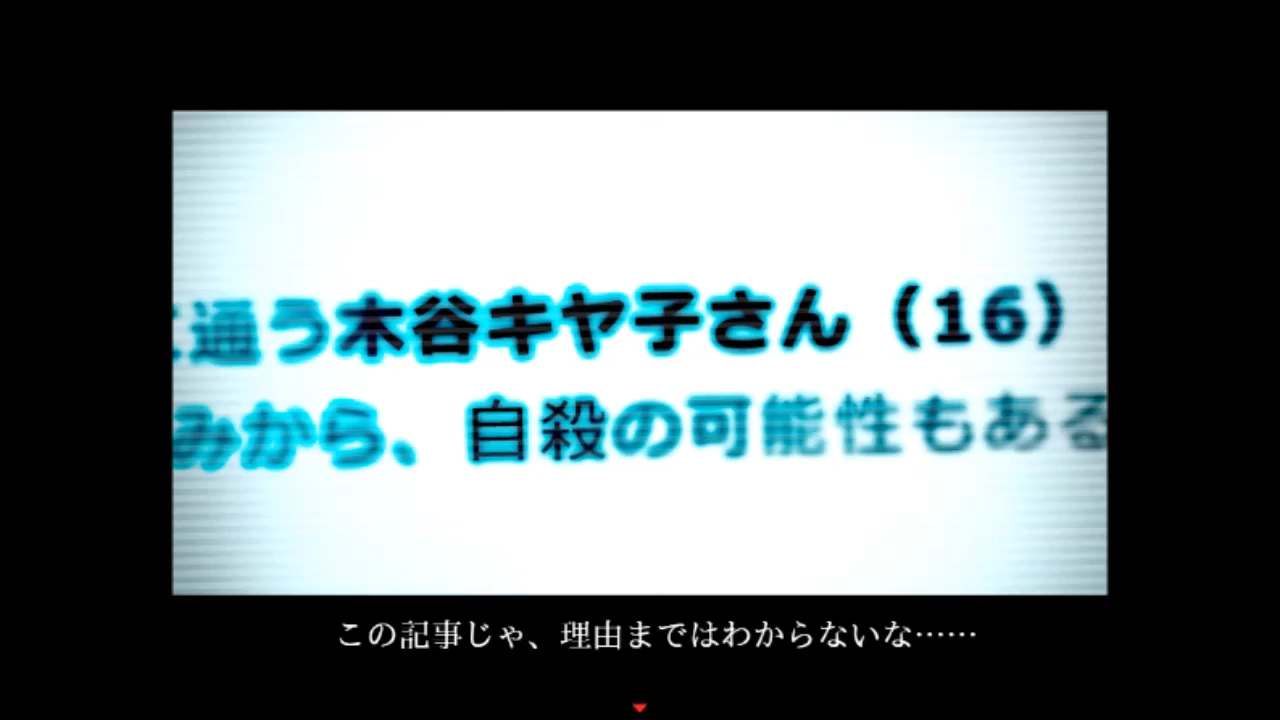 通う木谷キヤ子さん（16）
みから、自殺の可能性もある
この記事じゃ、理由まではわからないな……